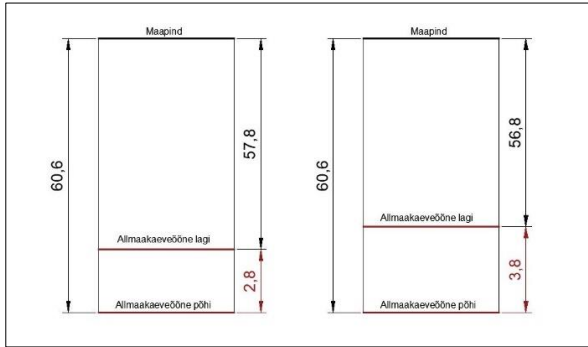 Maapind
60,6
57,8
Allmaakaeveõõne lagi
2,8
Allmaakaeveõõne põhi
Maapind
60,6
56,8
Allmaakaeveõõne lagi
3,8
Allmaakaeveõõne põhi